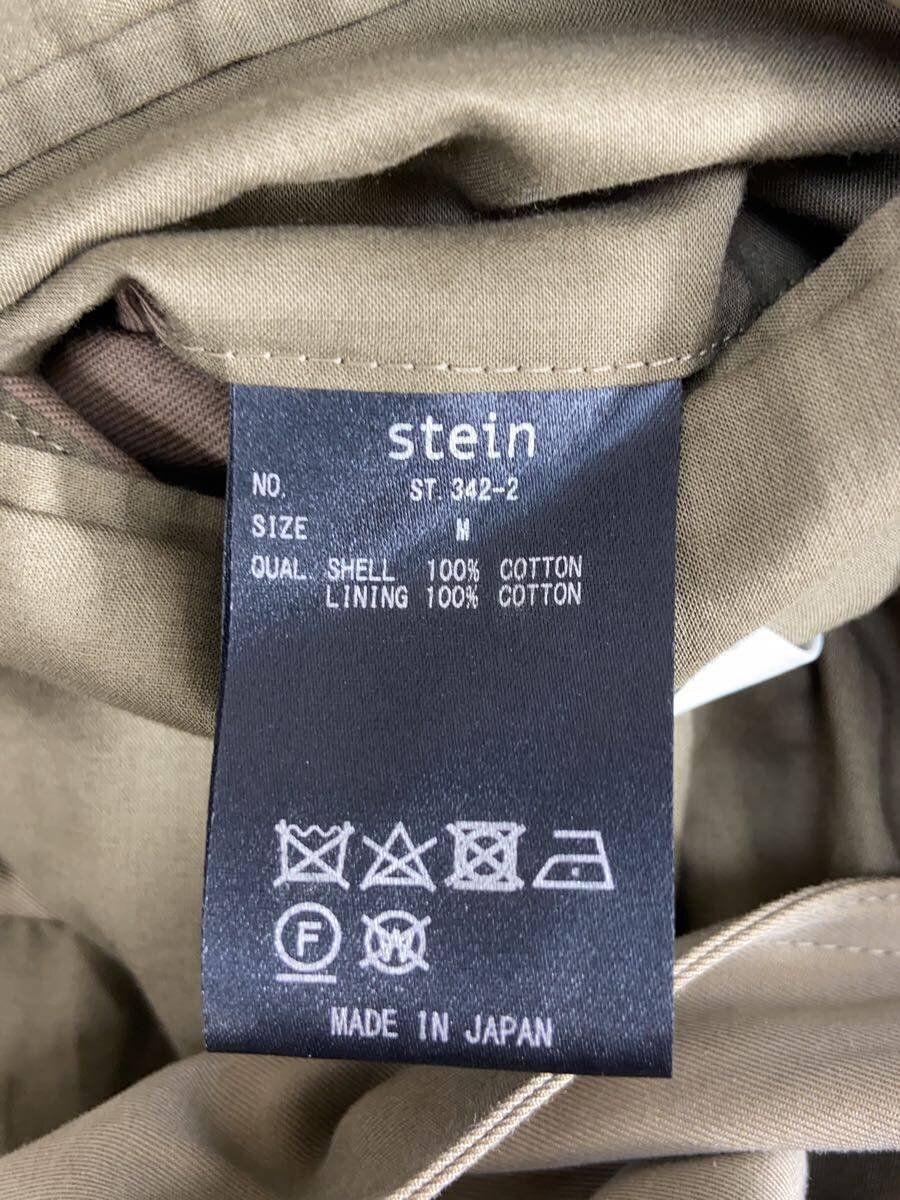 stein
NO. ST. 342-2
SIZE M
QUAL. SHELL 100% COTTON
LINING 100% COTTON
F W
MADE IN JAPAN